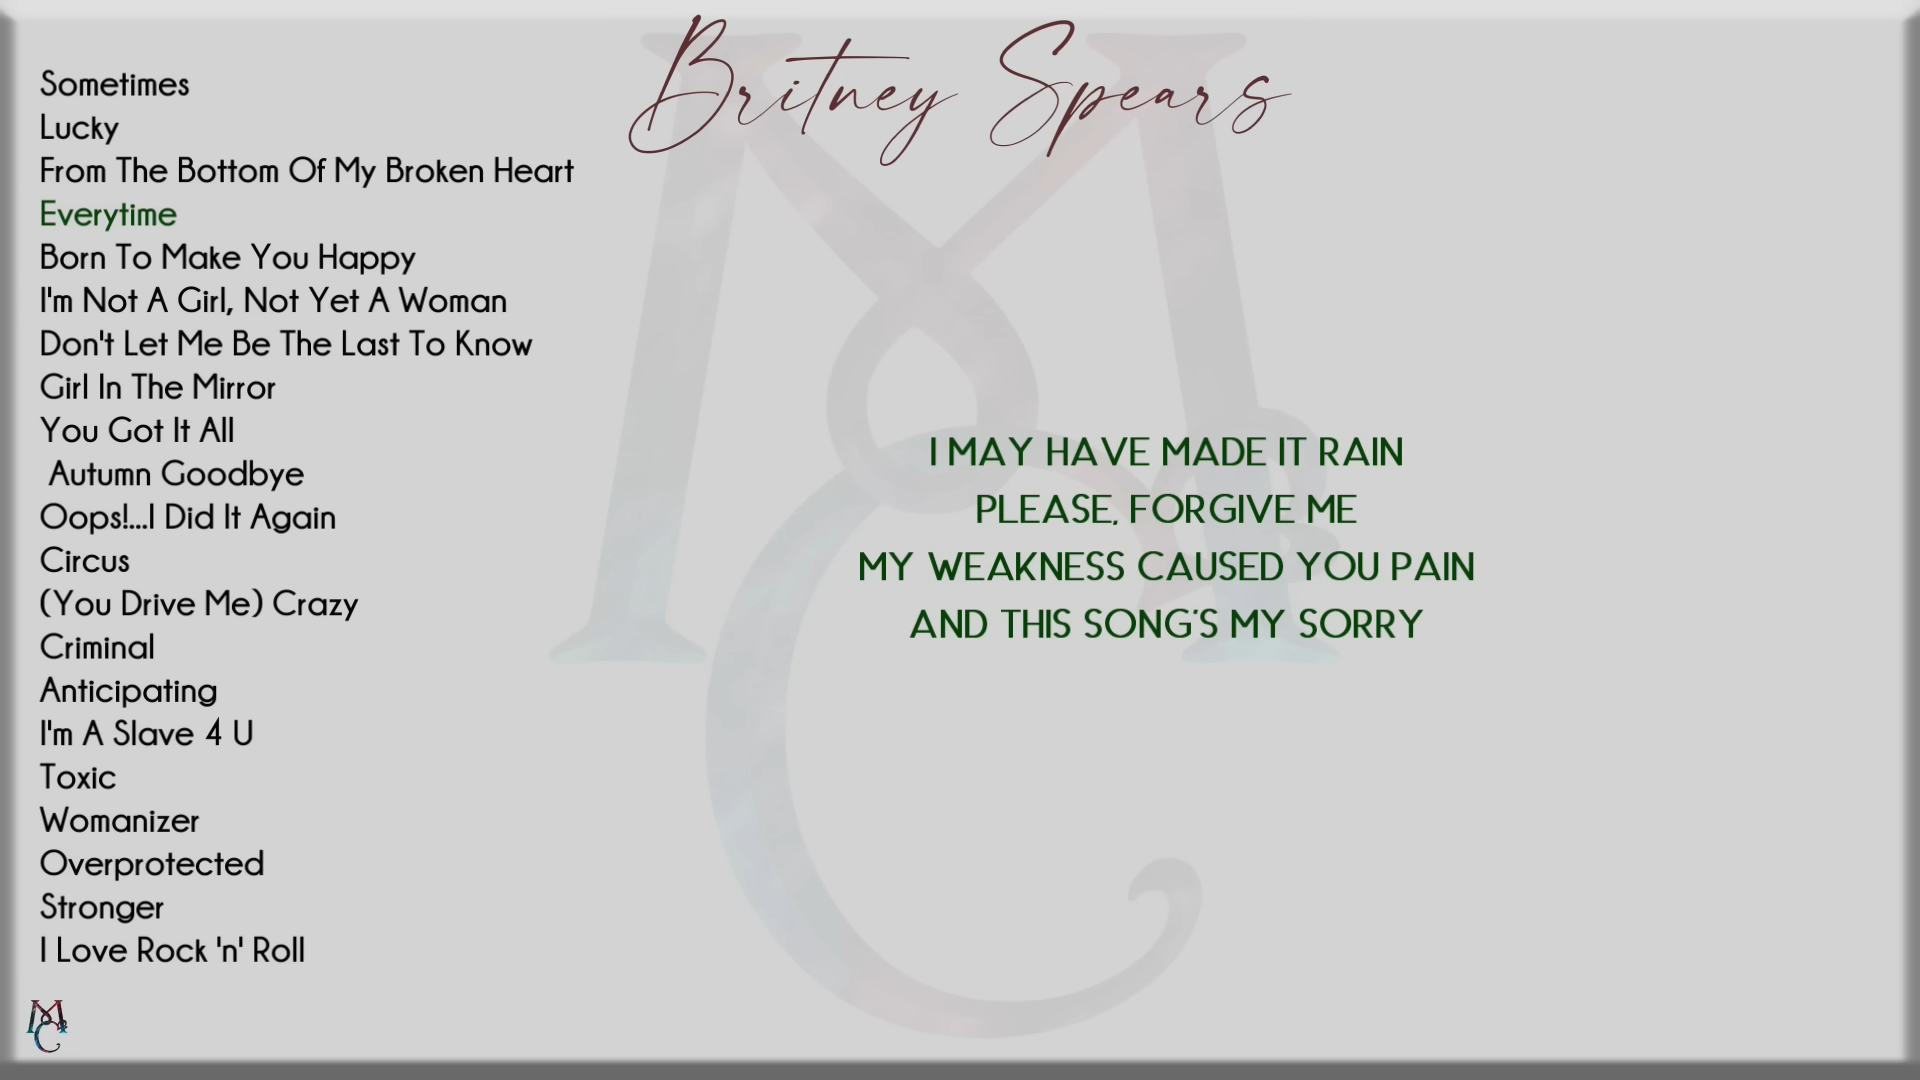 Britney Spears
Sometimes
Lucky
From The Bottom Of My Broken Heart
Everytime
Born To Make You Happy
I'm Not A Girl, Not Yet A Woman
Don't Let Me Be The Last To Know
Girl In The Mirror
You Got It All
Autumn Goodbye
Oops!...I Did It Again
Circus
(You Drive Me) Crazy
Criminal
Anticipating
I'm A Slave 4 U
Toxic
Womanizer
Overprotected
Stronger
I Love Rock 'n' Roll
I MAY HAVE MADE IT RAIN
PLEASE, FORGIVE ME
MY WEAKNESS CAUSED YOU PAIN
AND THIS SONG'S MY SORRY
MC